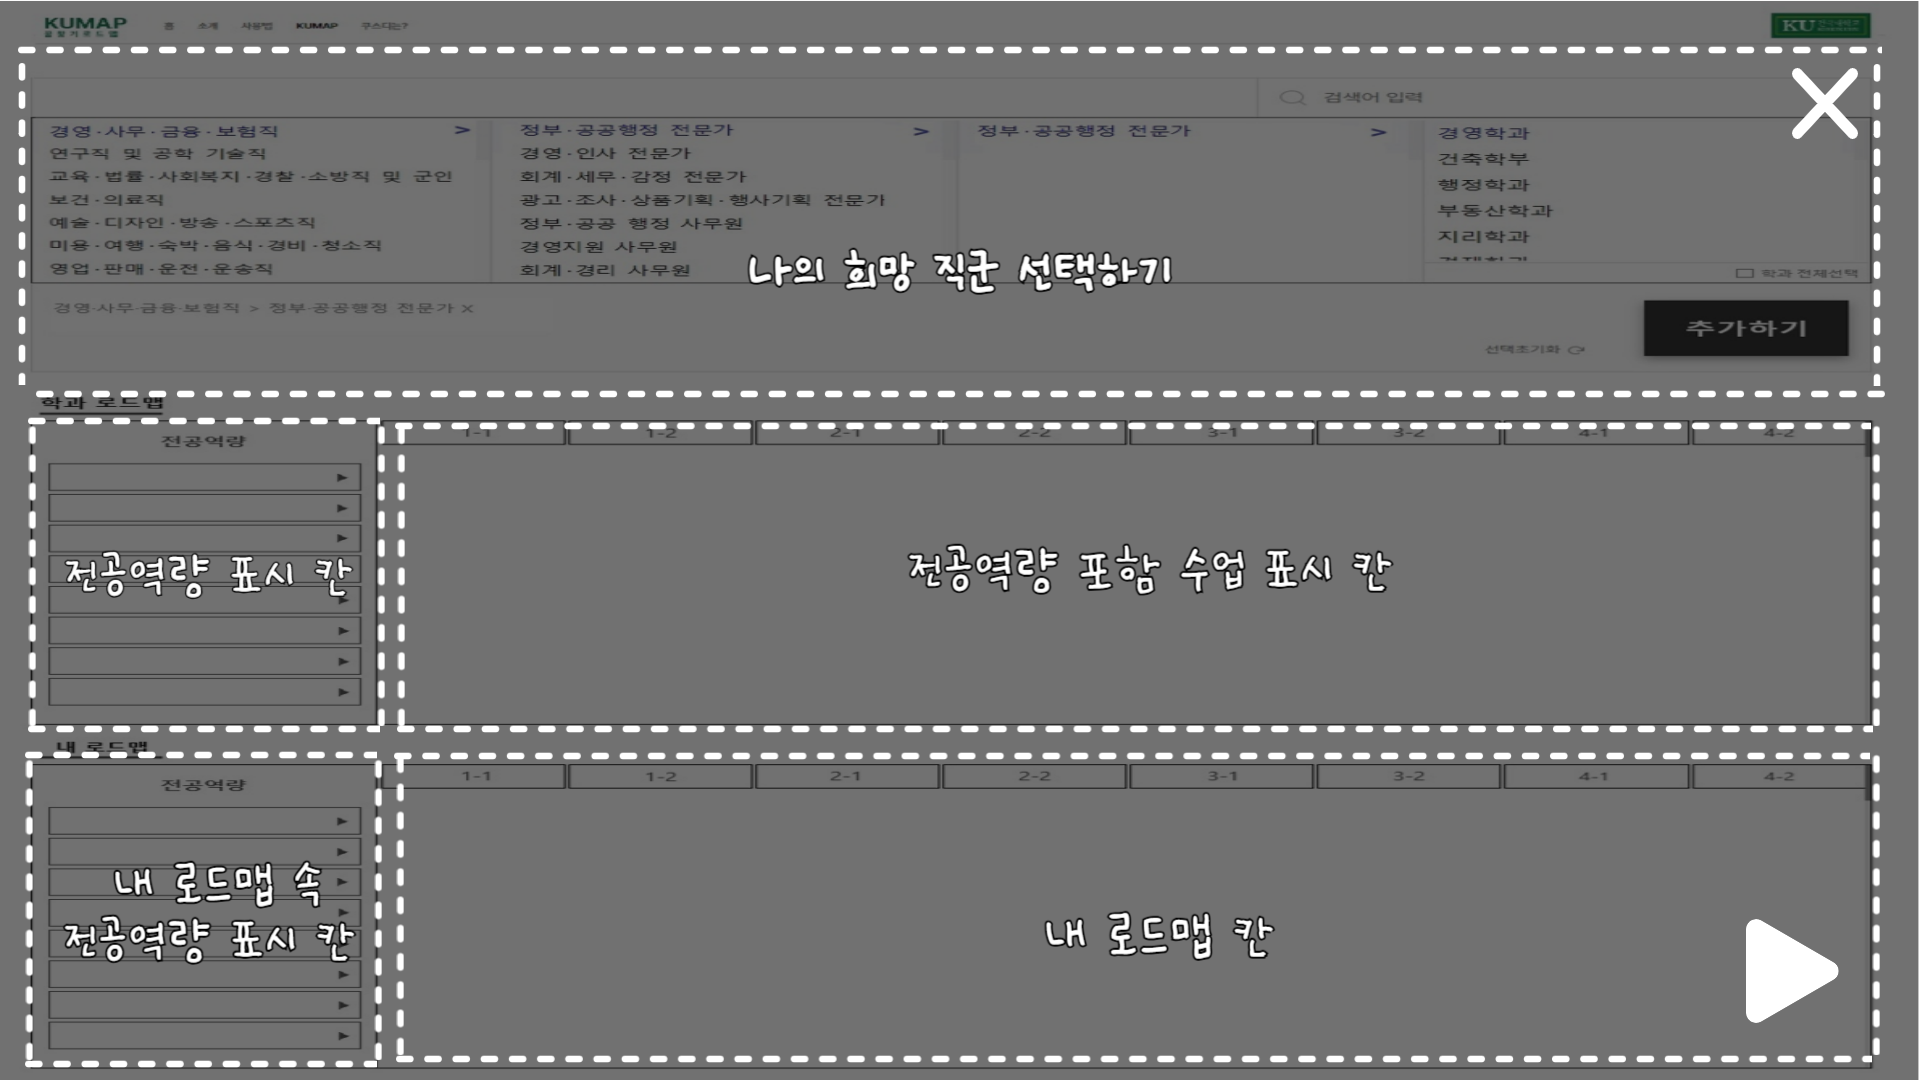 KUMAP
길찾기로드맵
홈 소개 사용법 KUMAP 쿠스디는?
KU
검색어 입력
경영·사무·금융·보험직 >
연구직 및 공학 기술직
교육·법률·사회복지·경찰·소방직 및 군인
보건·의료직
예술·디자인·방송·스포츠직
미용·여행·숙박·음식·경비·청소직
영업·판매·운전·운송직
정부·공공행정 전문가 >
경영·인사 전문가
회계·세무·감정 전문가
광고·조사·상품기획·행사기획 전문가
정부·공공 행정 사무원
경영지원 사무원
회계·경리 사무원
정부·공공행정 전문가 >
경영학과
건축학부
행정학과
부동산학과
지리학과
학과 전체선택
나의 희망 직군 선택하기
경영·사무·금융·보험직 > 정부·공공행정 전문가 x
선택초기화
추가하기
학과 로드맵
전공역량
1-1 1-2 2-1 2-2 3-1 3-2 4-1 4-2
전공역량 표시 칸
전공역량 포함 수업 표시 칸
내 로드맵
전공역량
1-1 1-2 2-1 2-2 3-1 3-2 4-1 4-2
내 로드맵 속
전공역량 표시 칸
내 로드맵 칸